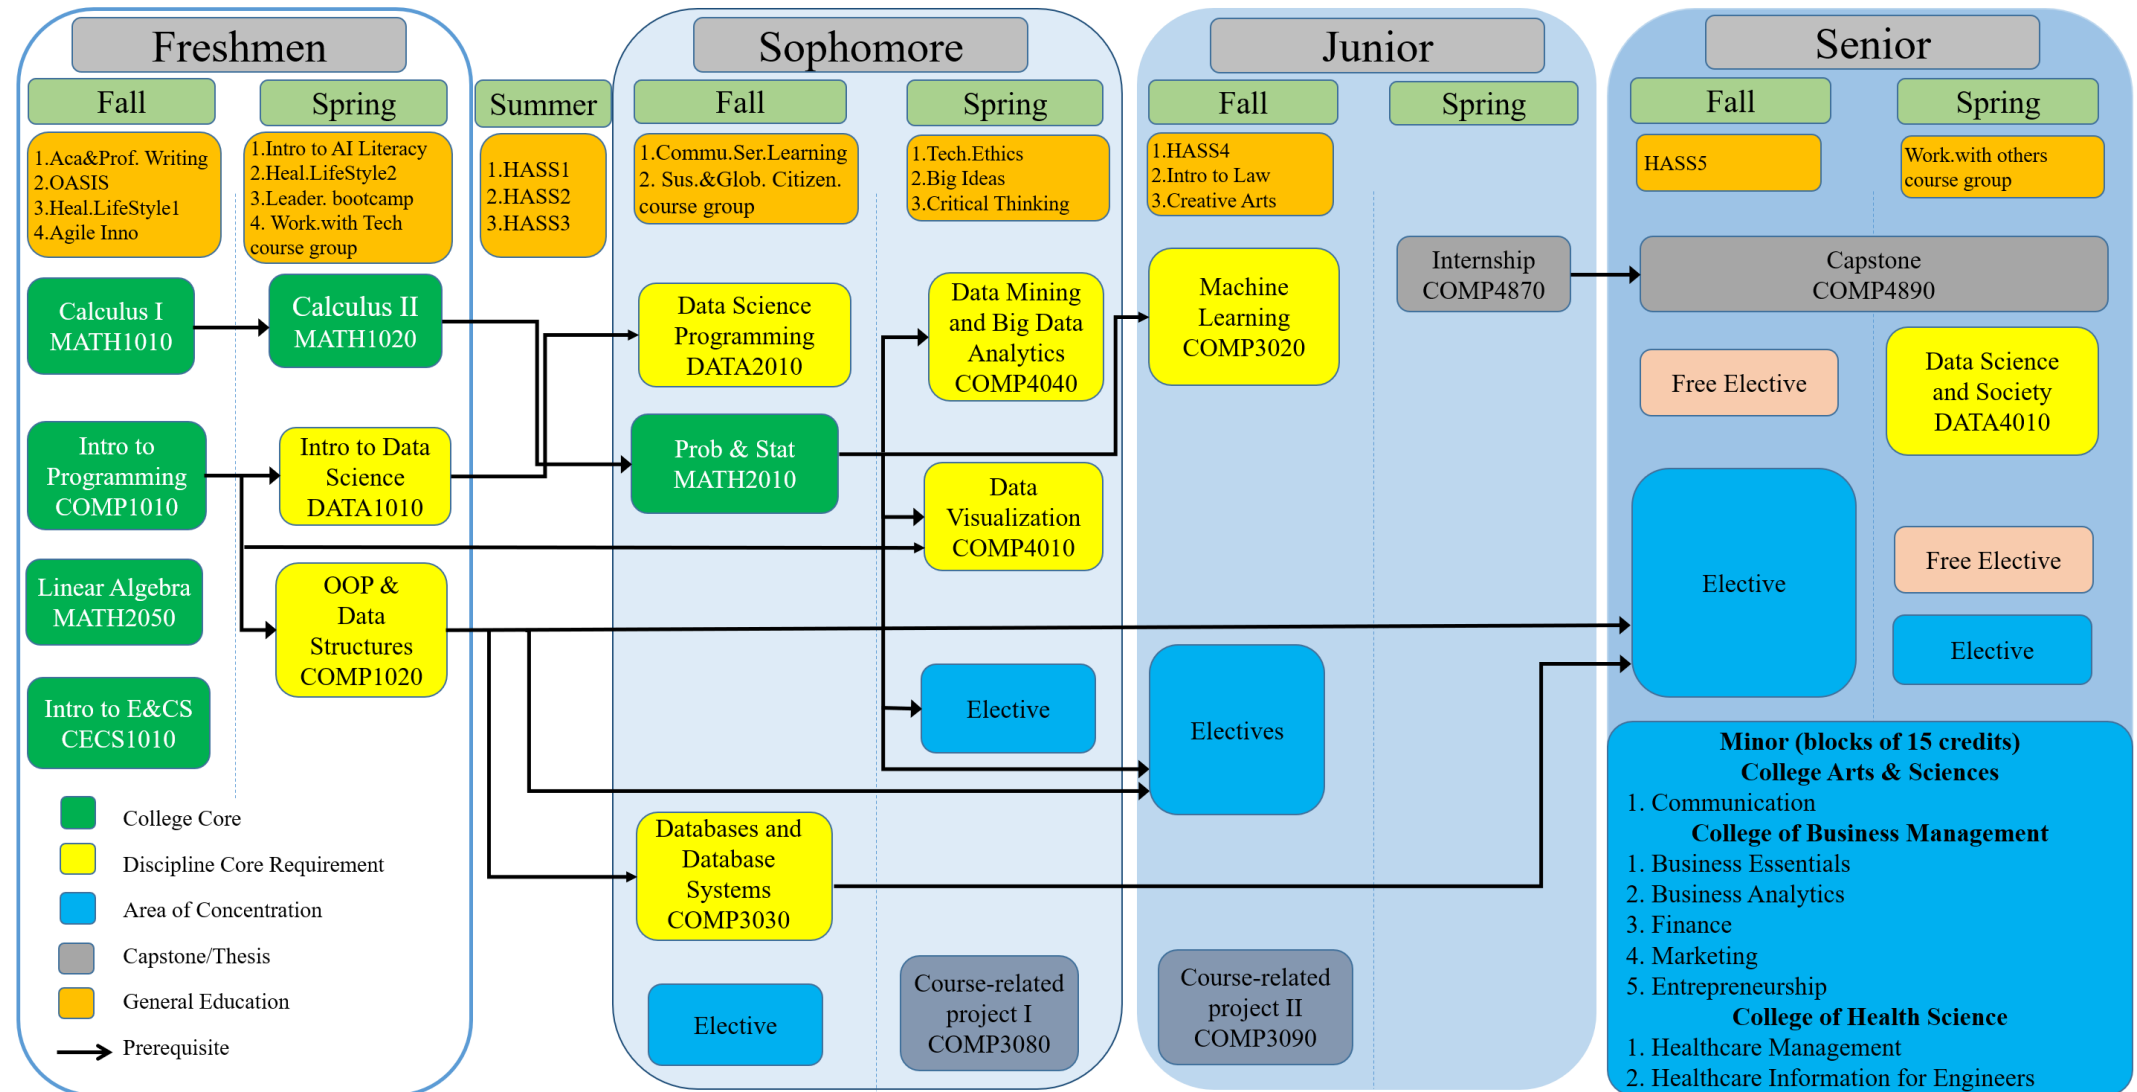 Freshmen
Fall
Spring
1.Aca&Prof. Writing
2.OASIS
3.Heal.LifeStyle1
4.Agile Inno
1.Intro to AI Literacy
2.Heal.LifeStyle2
3.Leader. bootcamp
4. Work.with Tech
course group
Calculus I
MATH1010
Calculus II
MATH1020
Intro to
Programming
COMP1010
Intro to Data
Science
DATA1010
Linear Algebra
MATH2050
OOP &
Data
Structures
COMP1020
Intro to E&CS
CECS1010
College Core
Discipline Core Requirement
Area of Concentration
Capstone/Thesis
General Education
Prerequisite
Summer
1.HASS1
2.HASS2
3.HASS3
Sophomore
Fall
Spring
1.Commu.Ser.Learning
2. Sus.&Glob. Citizen.
course group
1.Tech.Ethics
2.Big Ideas
3.Critical Thinking
Data Science
Programming
DATA2010
Data Mining
and Big Data
Analytics
COMP4040
Prob & Stat
MATH2010
Data
Visualization
COMP4010
Elective
Databases and
Database
Systems
COMP3030
Elective
Course-related
project I
COMP3080
Junior
Fall
Spring
1.HASS4
2.Intro to Law
3.Creative Arts
Machine
Learning
COMP3020
Internship
COMP4870
Electives
Course-related
project II
COMP3090
Senior
Fall
Spring
HASS5
Work.with others
course group
Capstone
COMP4890
Free Elective
Data Science
and Society
DATA4010
Elective
Free Elective
Elective
Minor (blocks of 15 credits)
College Arts & Sciences
1. Communication
College of Business Management
1. Business Essentials
2. Business Analytics
3. Finance
4. Marketing
5. Entrepreneurship
College of Health Science
1. Healthcare Management
2. Healthcare Information for Engineers